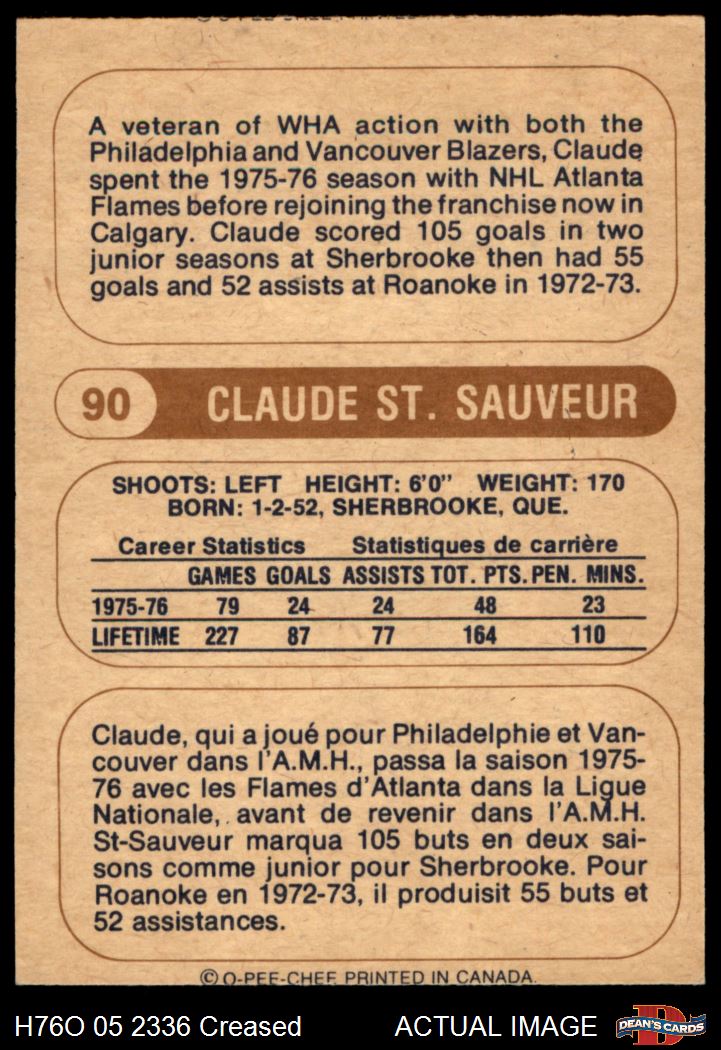 A veteran of WHA action with both the
Philadelphia and Vancouver Blazers, Claude
spent the 1975-76 season with NHL Atlanta
Flames before rejoining the franchise now in
Calgary. Claude scored 105 goals in two
junior seasons at Sherbrooke then had 55
goals and 52 assists at Roanoke in 1972-73.
90 CLAUDE ST. SAUVEUR
SHOOTS: LEFT HEIGHT: 6'0" WEIGHT: 170
BORN: 1-2-52, SHERBROOKE, QUE.
Career Statistics Statistiques de carrière
GAMES GOALS ASSISTS TOT. PTS. PEN. MINS.
1975-76 79 24 24 48 23
LIFETIME 227 87 77 164 110
Claude, qui a joué pour Philadelphie et Van-
couver dans l'A.M.H., passa la saison 1975-
76 avec les Flames d'Atlanta dans la Ligue
Nationale, avant de revenir dans l'A.M.H.
St-Sauveur marqua 105 buts en deux sai-
sons comme junior pour Sherbrooke. Pour
Roanoke en 1972-73, il produisit 55 buts et
52 assistances.
© O-PEE-CHEE PRINTED IN CANADA.
H76O 05 2336 Creased ACTUAL IMAGE DEAN'S CARDS